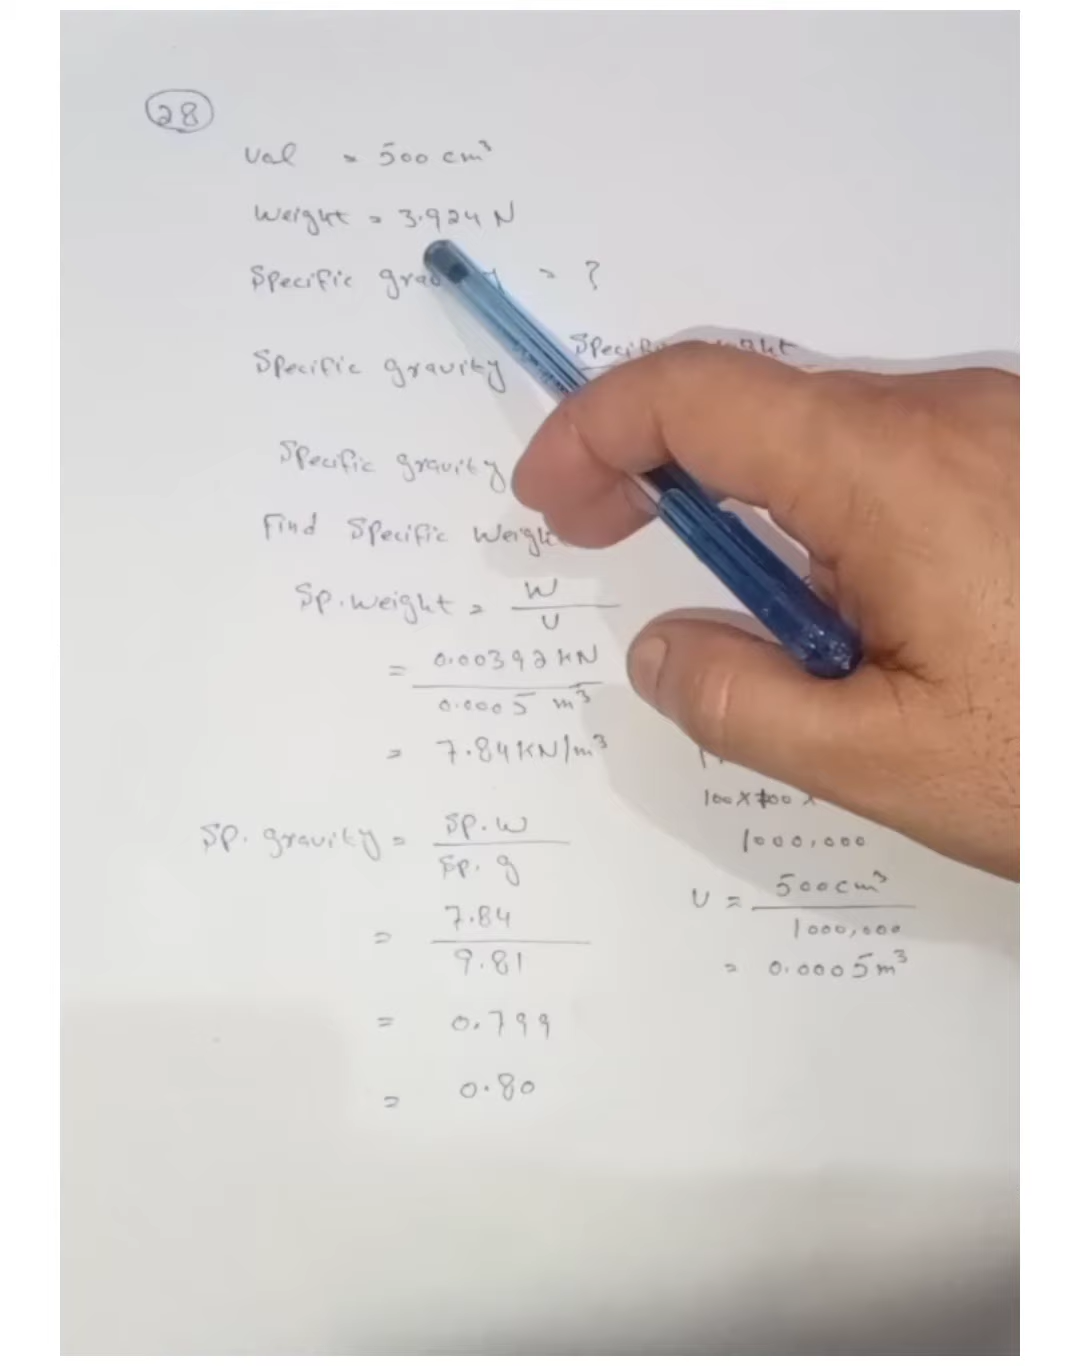 28
Vol = 500 cm³
Weight = 3.924 N
Specific = ?
Specific gravity
Specific gravity
Find Specific Weight
Sp. weight = W
V
= 0.00392 KN
0.0005 m³
= 7.84 KN/m³
100 x 100 x
1000,000
Sp. gravity = Sp. w
Sp. g
V = 500 cm³
1000,000
= 0.0005 m³
= 7.84
9.81
= 0.799
= 0.80